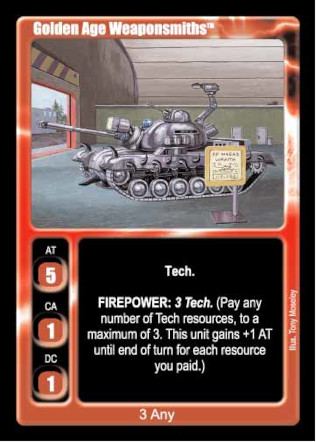 Golden Age Weaponsmiths™
AT
5
CA
1
DC
1
Tech.
FIREPOWER: 3 Tech. (Pay any
number of Tech resources, to a
maximum of 3. This unit gains +1 AT
until end of turn for each resource
you paid.)
Illus. Tony Moseley
3 Any